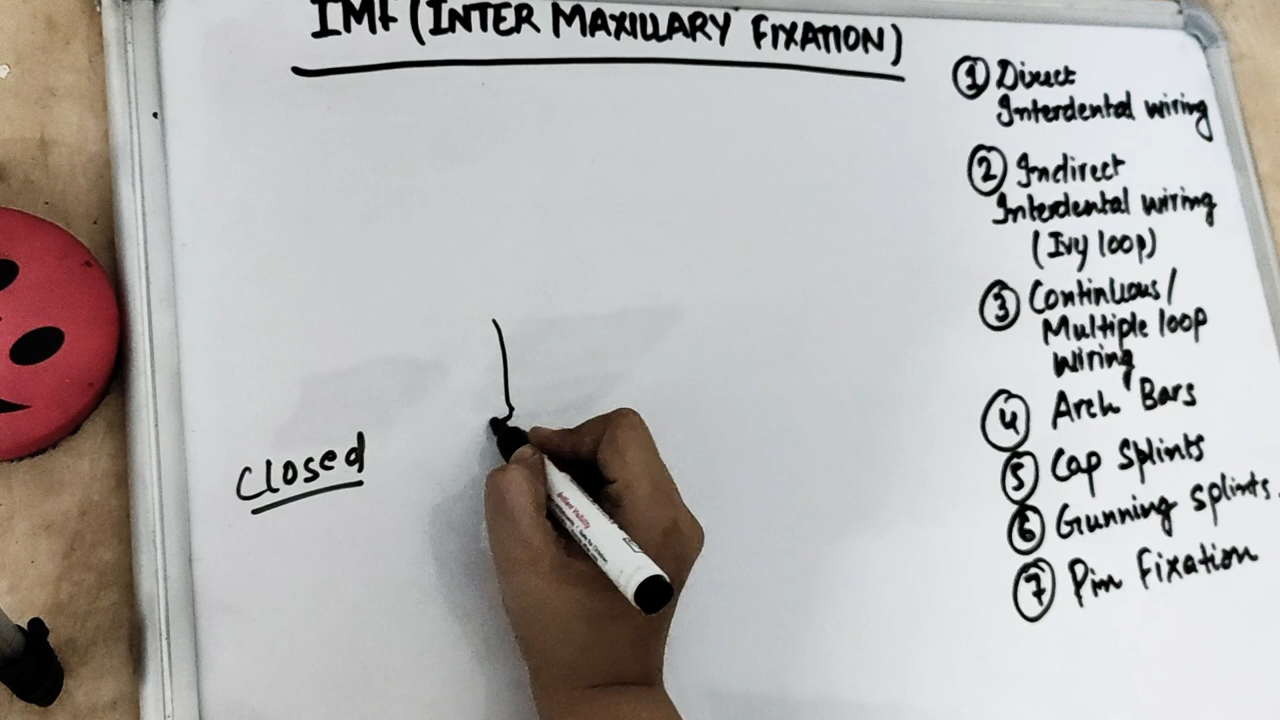 IMF (INTER MAXILLARY FIXATION)
① Direct
Interdental wiring
② Indirect
Interdental wiring
(Ivy loop)
③ Continuous/
Multiple loop
wiring
④ Arch Bars
⑤ Cap Splints
⑥ Gunning splints.
⑦ Pin Fixation
Closed